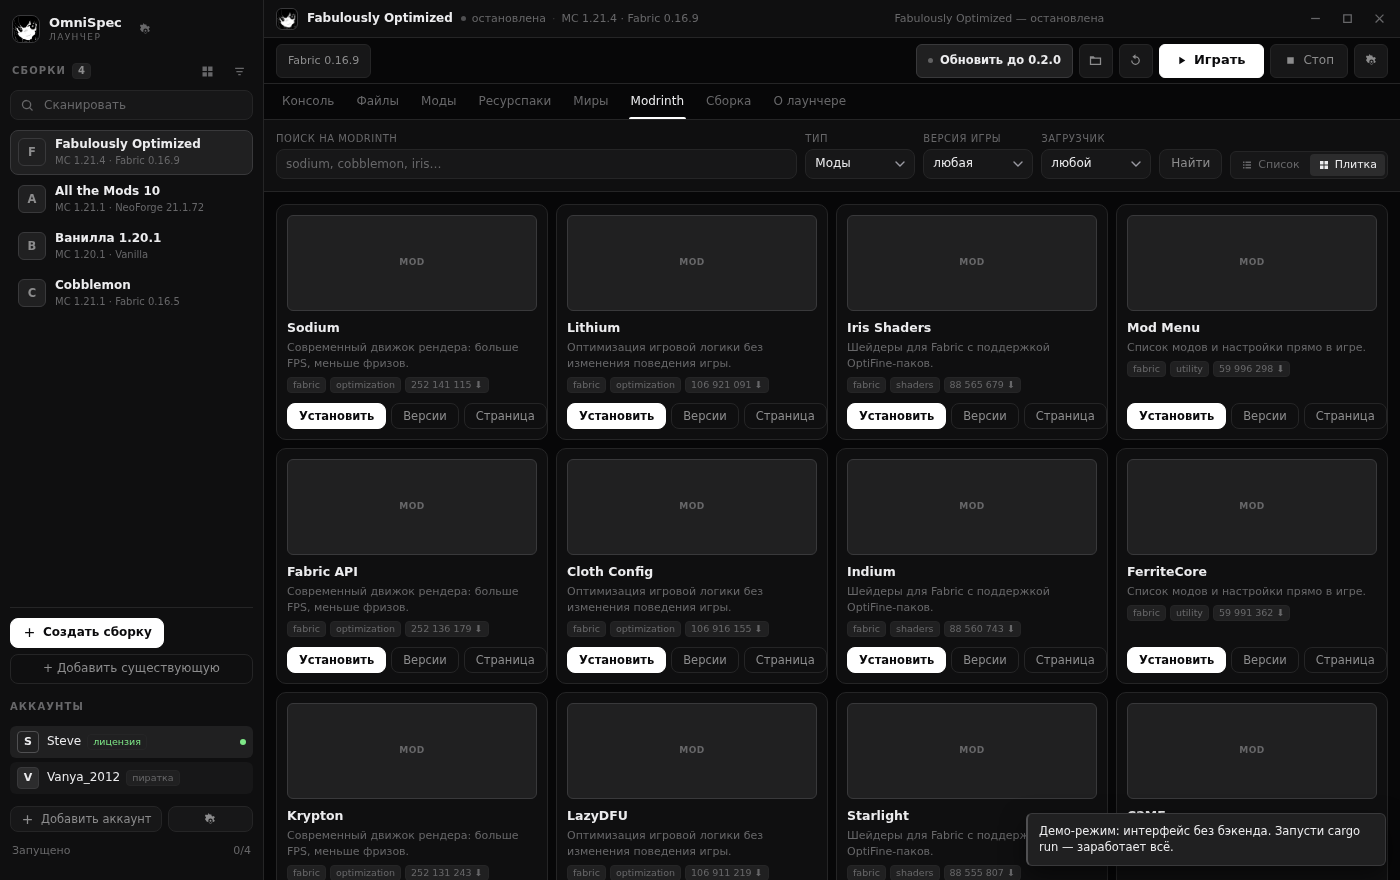 OmniSpec
ЛАУНЧЕР
СБОРКИ 4
Сканировать
F
Fabulously Optimized
MC 1.21.4 · Fabric 0.16.9
A
All the Mods 10
MC 1.21.1 · NeoForge 21.1.72
В
Ванилла 1.20.1
MC 1.20.1 · Vanilla
C
Cobblemon
MC 1.21.1 · Fabric 0.16.5
+ Создать сборку
+ Добавить существующую
АККАУНТЫ
S Steve лицензия
V Vanya_2012 пиратка
+ Добавить аккаунт
Запущено 0/4
Fabulously Optimized остановлена · MC 1.21.4 · Fabric 0.16.9
Fabulously Optimized — остановлена
Fabric 0.16.9
Обновить до 0.2.0
Играть
Стоп
Консоль Файлы Моды Ресурспаки Миры Modrinth Сборка О лаунчере
ПОИСК НА MODRINTH ТИП ВЕРСИЯ ИГРЫ ЗАГРУЗЧИК
sodium, cobblemon, iris… Моды любая любой Найти Список Плитка
MOD
Sodium
Современный движок рендера: больше
FPS, меньше фризов.
fabric optimization 252 141 115 ⬇
Установить Версии Страница
MOD
Lithium
Оптимизация игровой логики без
изменения поведения игры.
fabric optimization 106 921 091 ⬇
Установить Версии Страница
MOD
Iris Shaders
Шейдеры для Fabric с поддержкой
OptiFine-паков.
fabric shaders 88 565 679 ⬇
Установить Версии Страница
MOD
Mod Menu
Список модов и настройки прямо в игре.
fabric utility 59 996 298 ⬇
Установить Версии Страница
MOD
Fabric API
Современный движок рендера: больше
FPS, меньше фризов.
fabric optimization 252 136 179 ⬇
Установить Версии Страница
MOD
Cloth Config
Оптимизация игровой логики без
изменения поведения игры.
fabric optimization 106 916 155 ⬇
Установить Версии Страница
MOD
Indium
Шейдеры для Fabric с поддержкой
OptiFine-паков.
fabric shaders 88 560 743 ⬇
Установить Версии Страница
MOD
FerriteCore
Список модов и настройки прямо в игре.
fabric utility 59 991 362 ⬇
Установить Версии Страница
MOD
Krypton
Современный движок рендера: больше
FPS, меньше фризов.
fabric optimization 252 131 243 ⬇
MOD
LazyDFU
Оптимизация игровой логики без
изменения поведения игры.
fabric optimization 106 911 219 ⬇
MOD
Starlight
Шейдеры для Fabric с
OptiFine-паков.
fabric shaders 88 555 807 ⬇
MOD
Демо-режим: интерфейс без бэкенда. Запусти cargo
run — заработает всё.